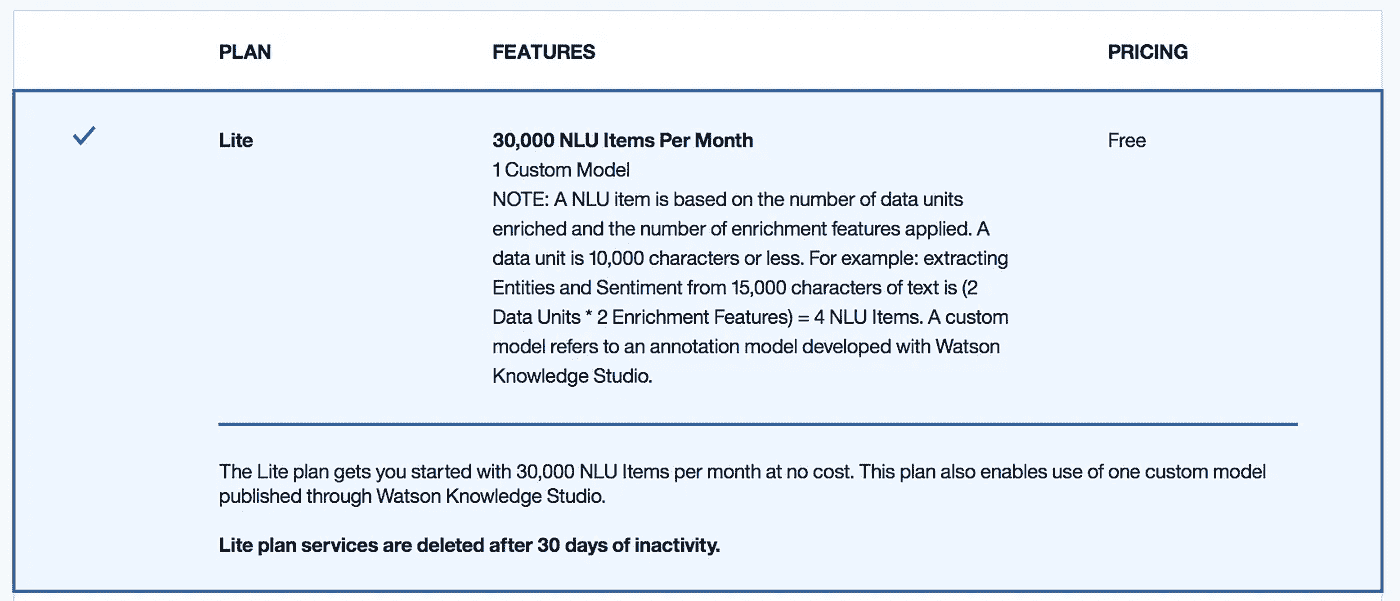 PLAN FEATURES PRICING
Lite 30,000 NLU Items Per Month Free
1 Custom Model
NOTE: A NLU item is based on the number of data units
enriched and the number of enrichment features applied. A
data unit is 10,000 characters or less. For example: extracting
Entities and Sentiment from 15,000 characters of text is (2
Data Units * 2 Enrichment Features) = 4 NLU Items. A custom
model refers to an annotation model developed with Watson
Knowledge Studio.
The Lite plan gets you started with 30,000 NLU Items per month at no cost. This plan also enables use of one custom model
published through Watson Knowledge Studio.
Lite plan services are deleted after 30 days of inactivity.